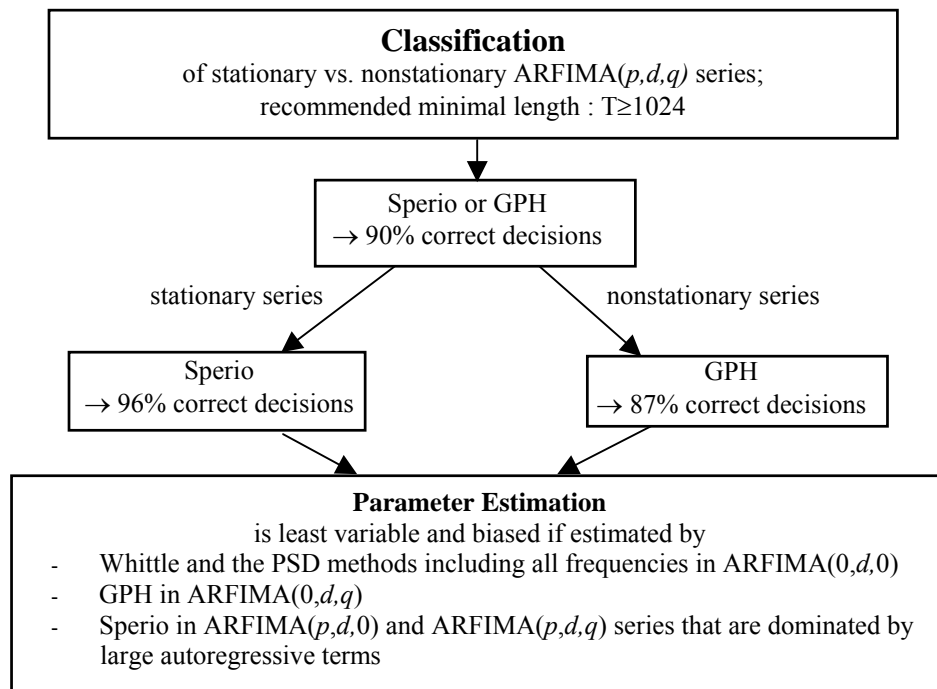 Classification
of stationary vs. nonstationary ARFIMA(p,d,q) series;
recommended minimal length : T≥1024
Sperio or GPH
→ 90% correct decisions
stationary series
nonstationary series
Sperio
→ 96% correct decisions
GPH
→ 87% correct decisions
Parameter Estimation
is least variable and biased if estimated by
- Whittle and the PSD methods including all frequencies in ARFIMA(0,d,0)
- GPH in ARFIMA(0,d,q)
- Sperio in ARFIMA(p,d,0) and ARFIMA(p,d,q) series that are dominated by
large autoregressive terms